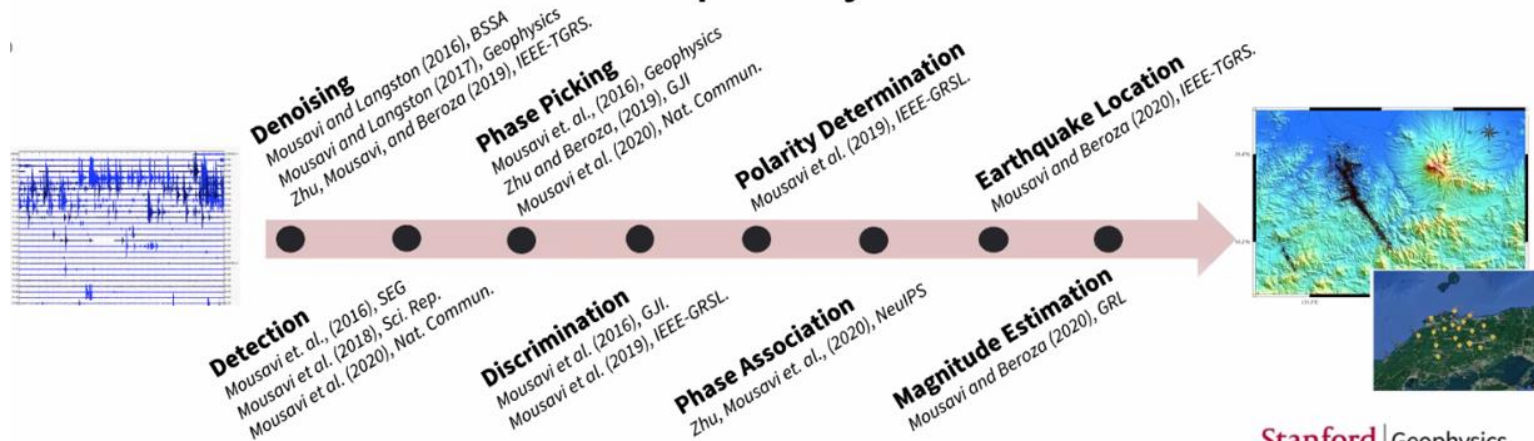 Denoising
Mousavi and Langston (2016), BSSA
Mousavi and Langston (2017), Geophysics
Zhu, Mousavi, and Beroza (2019), IEEE-TGRS.
Phase Picking
Mousavi et. al., (2016), Geophysics
Zhu and Beroza, (2019), GJI
Mousavi et al. (2020), Nat. Commun.
Polarity Determination
Mousavi et al. (2019), IEEE-GRSL.
Earthquake Location
Mousavi and Beroza (2020), IEEE-TGRS.
Detection
Mousavi et. al., (2016), SEG
Mousavi et al. (2018), Sci. Rep.
Mousavi et al. (2020), Nat. Commun.
Discrimination
Mousavi et al. (2016), GJI.
Mousavi et al. (2019), IEEE-GRSL.
Phase Association
Zhu, Mousavi et. al., (2020), NeuIPS
Magnitude Estimation
Mousavi and Beroza (2020), GRL
Stanford | Geophysics